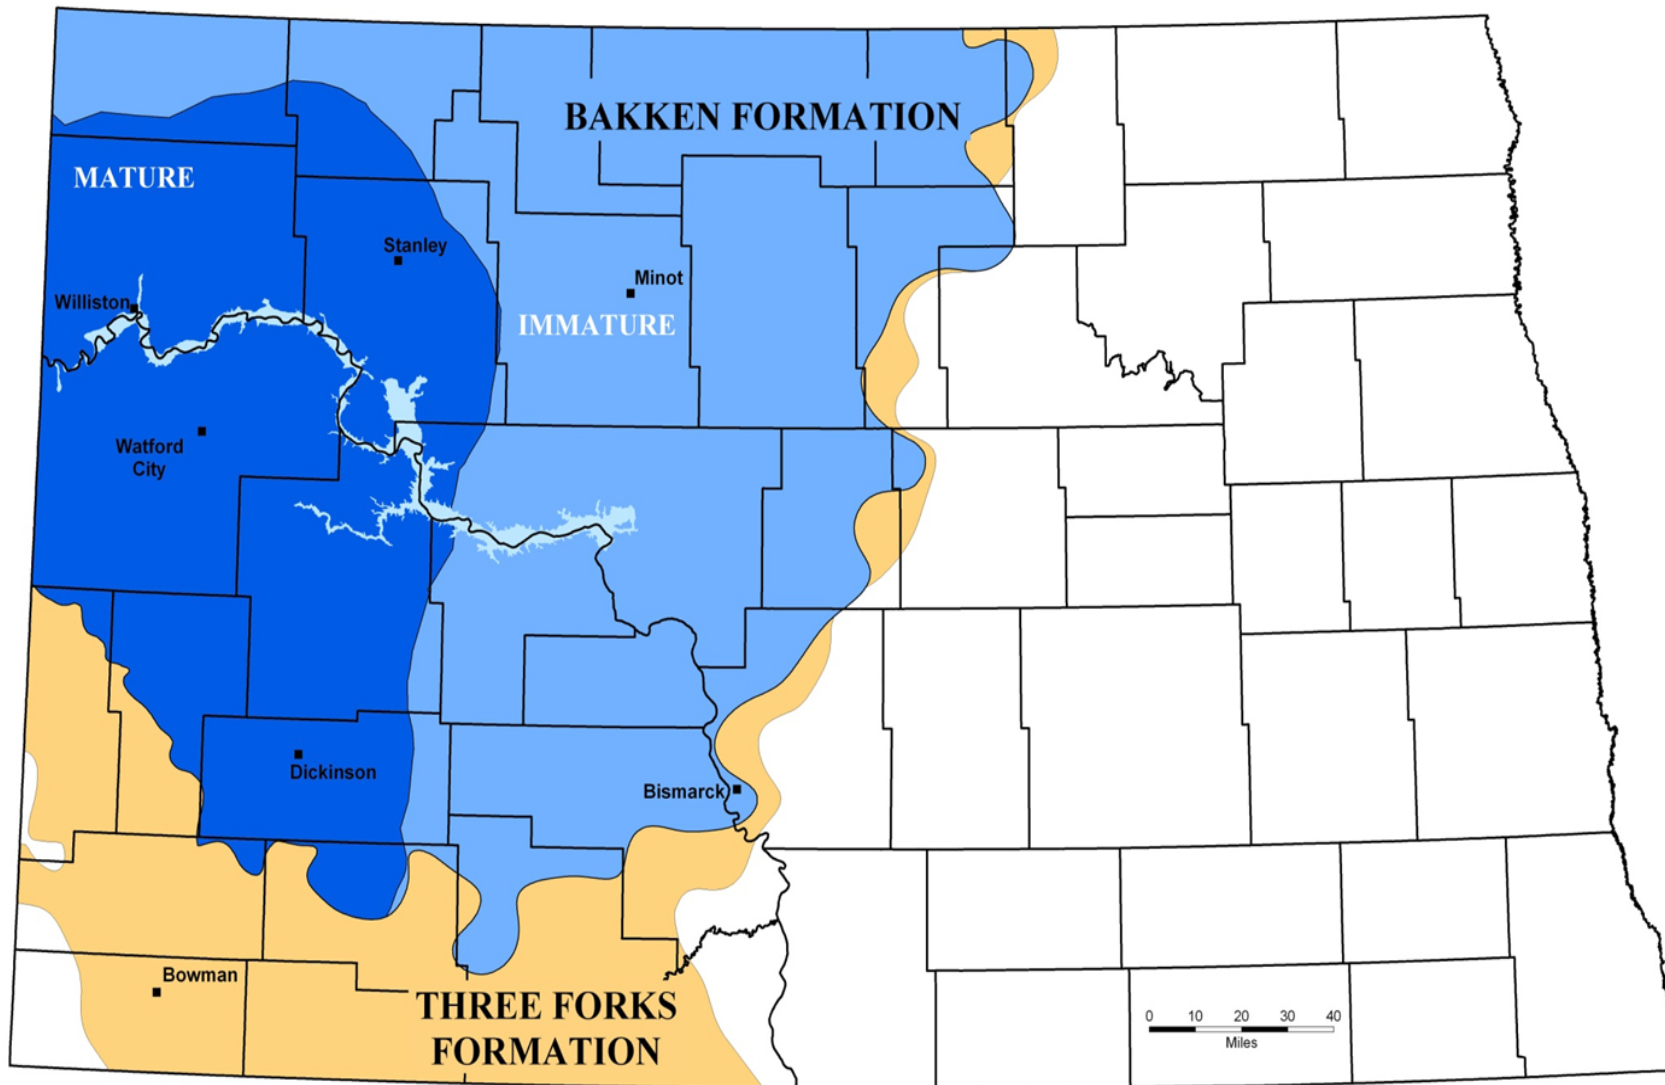 BAKKEN FORMATION
MATURE
Stanley
Minot
Williston
IMMATURE
Watford
City
Dickinson
Bismarck
Bowman
THREE FORKS
FORMATION
0 10 20 30 40
Miles